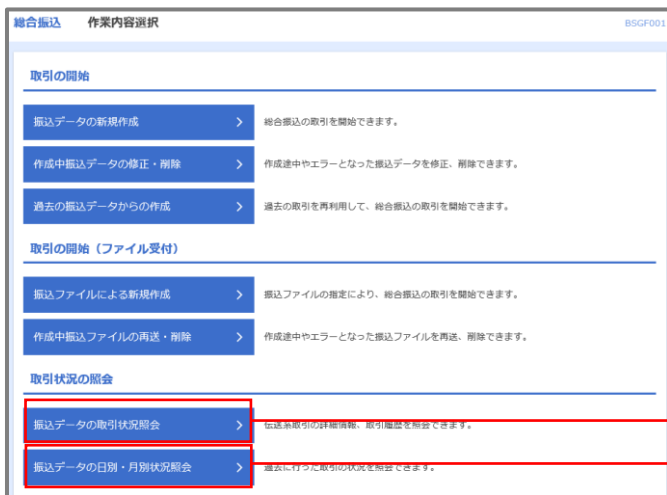 総合振込 作業内容選択 BSGF001
取引の開始
振込データの新規作成 総合振込の取引を開始できます。
作成中振込データの修正・削除 作成途中やエラーとなった振込データを修正、削除できます。
過去の振込データからの作成 過去の取引を再利用して、総合振込の取引を開始できます。
取引の開始（ファイル受付）
振込ファイルによる新規作成 振込ファイルの指定により、総合振込の取引を開始できます。
作成中振込ファイルの再送・削除 作成途中やエラーとなった振込ファイルを再送、削除できます。
取引状況の照会
振込データの取引状況照会 伝送系取引の詳細情報、取引履歴を照会できます。
振込データの日別・月別状況照会 過去に行った取引の状況を照会できます。